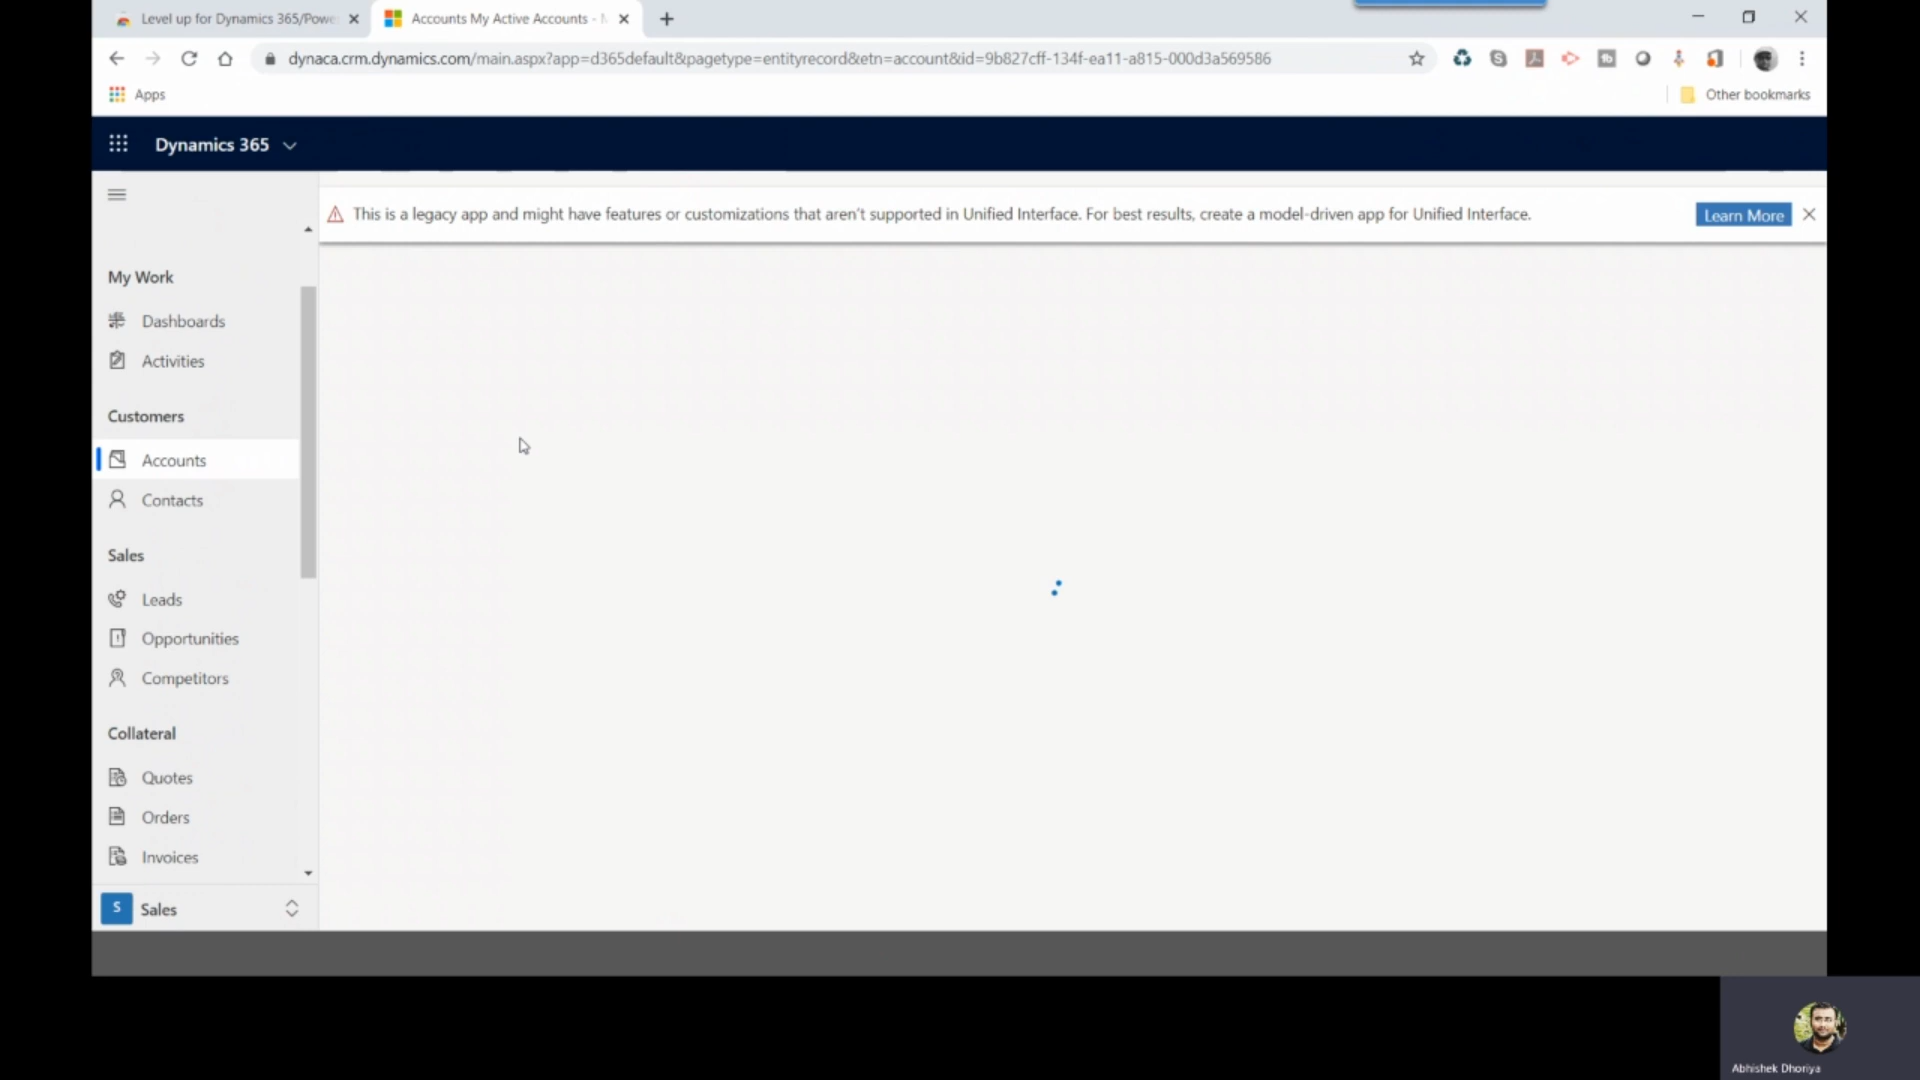 Level up for Dynamics 365/Powe
Accounts My Active Accounts -
dynaca.crm.dynamics.com/main.aspx?app=d365default&pagetype=entityrecord&etn=account&id=9b827cff-134f-ea11-a815-000d3a569586
Apps
Other bookmarks
Dynamics 365
This is a legacy app and might have features or customizations that aren't supported in Unified Interface. For best results, create a model-driven app for Unified Interface.
Learn More
My Work
Dashboards
Activities
Customers
Accounts
Contacts
Sales
Leads
Opportunities
Competitors
Collateral
Quotes
Orders
Invoices
S Sales
Abhishek Dhoriya